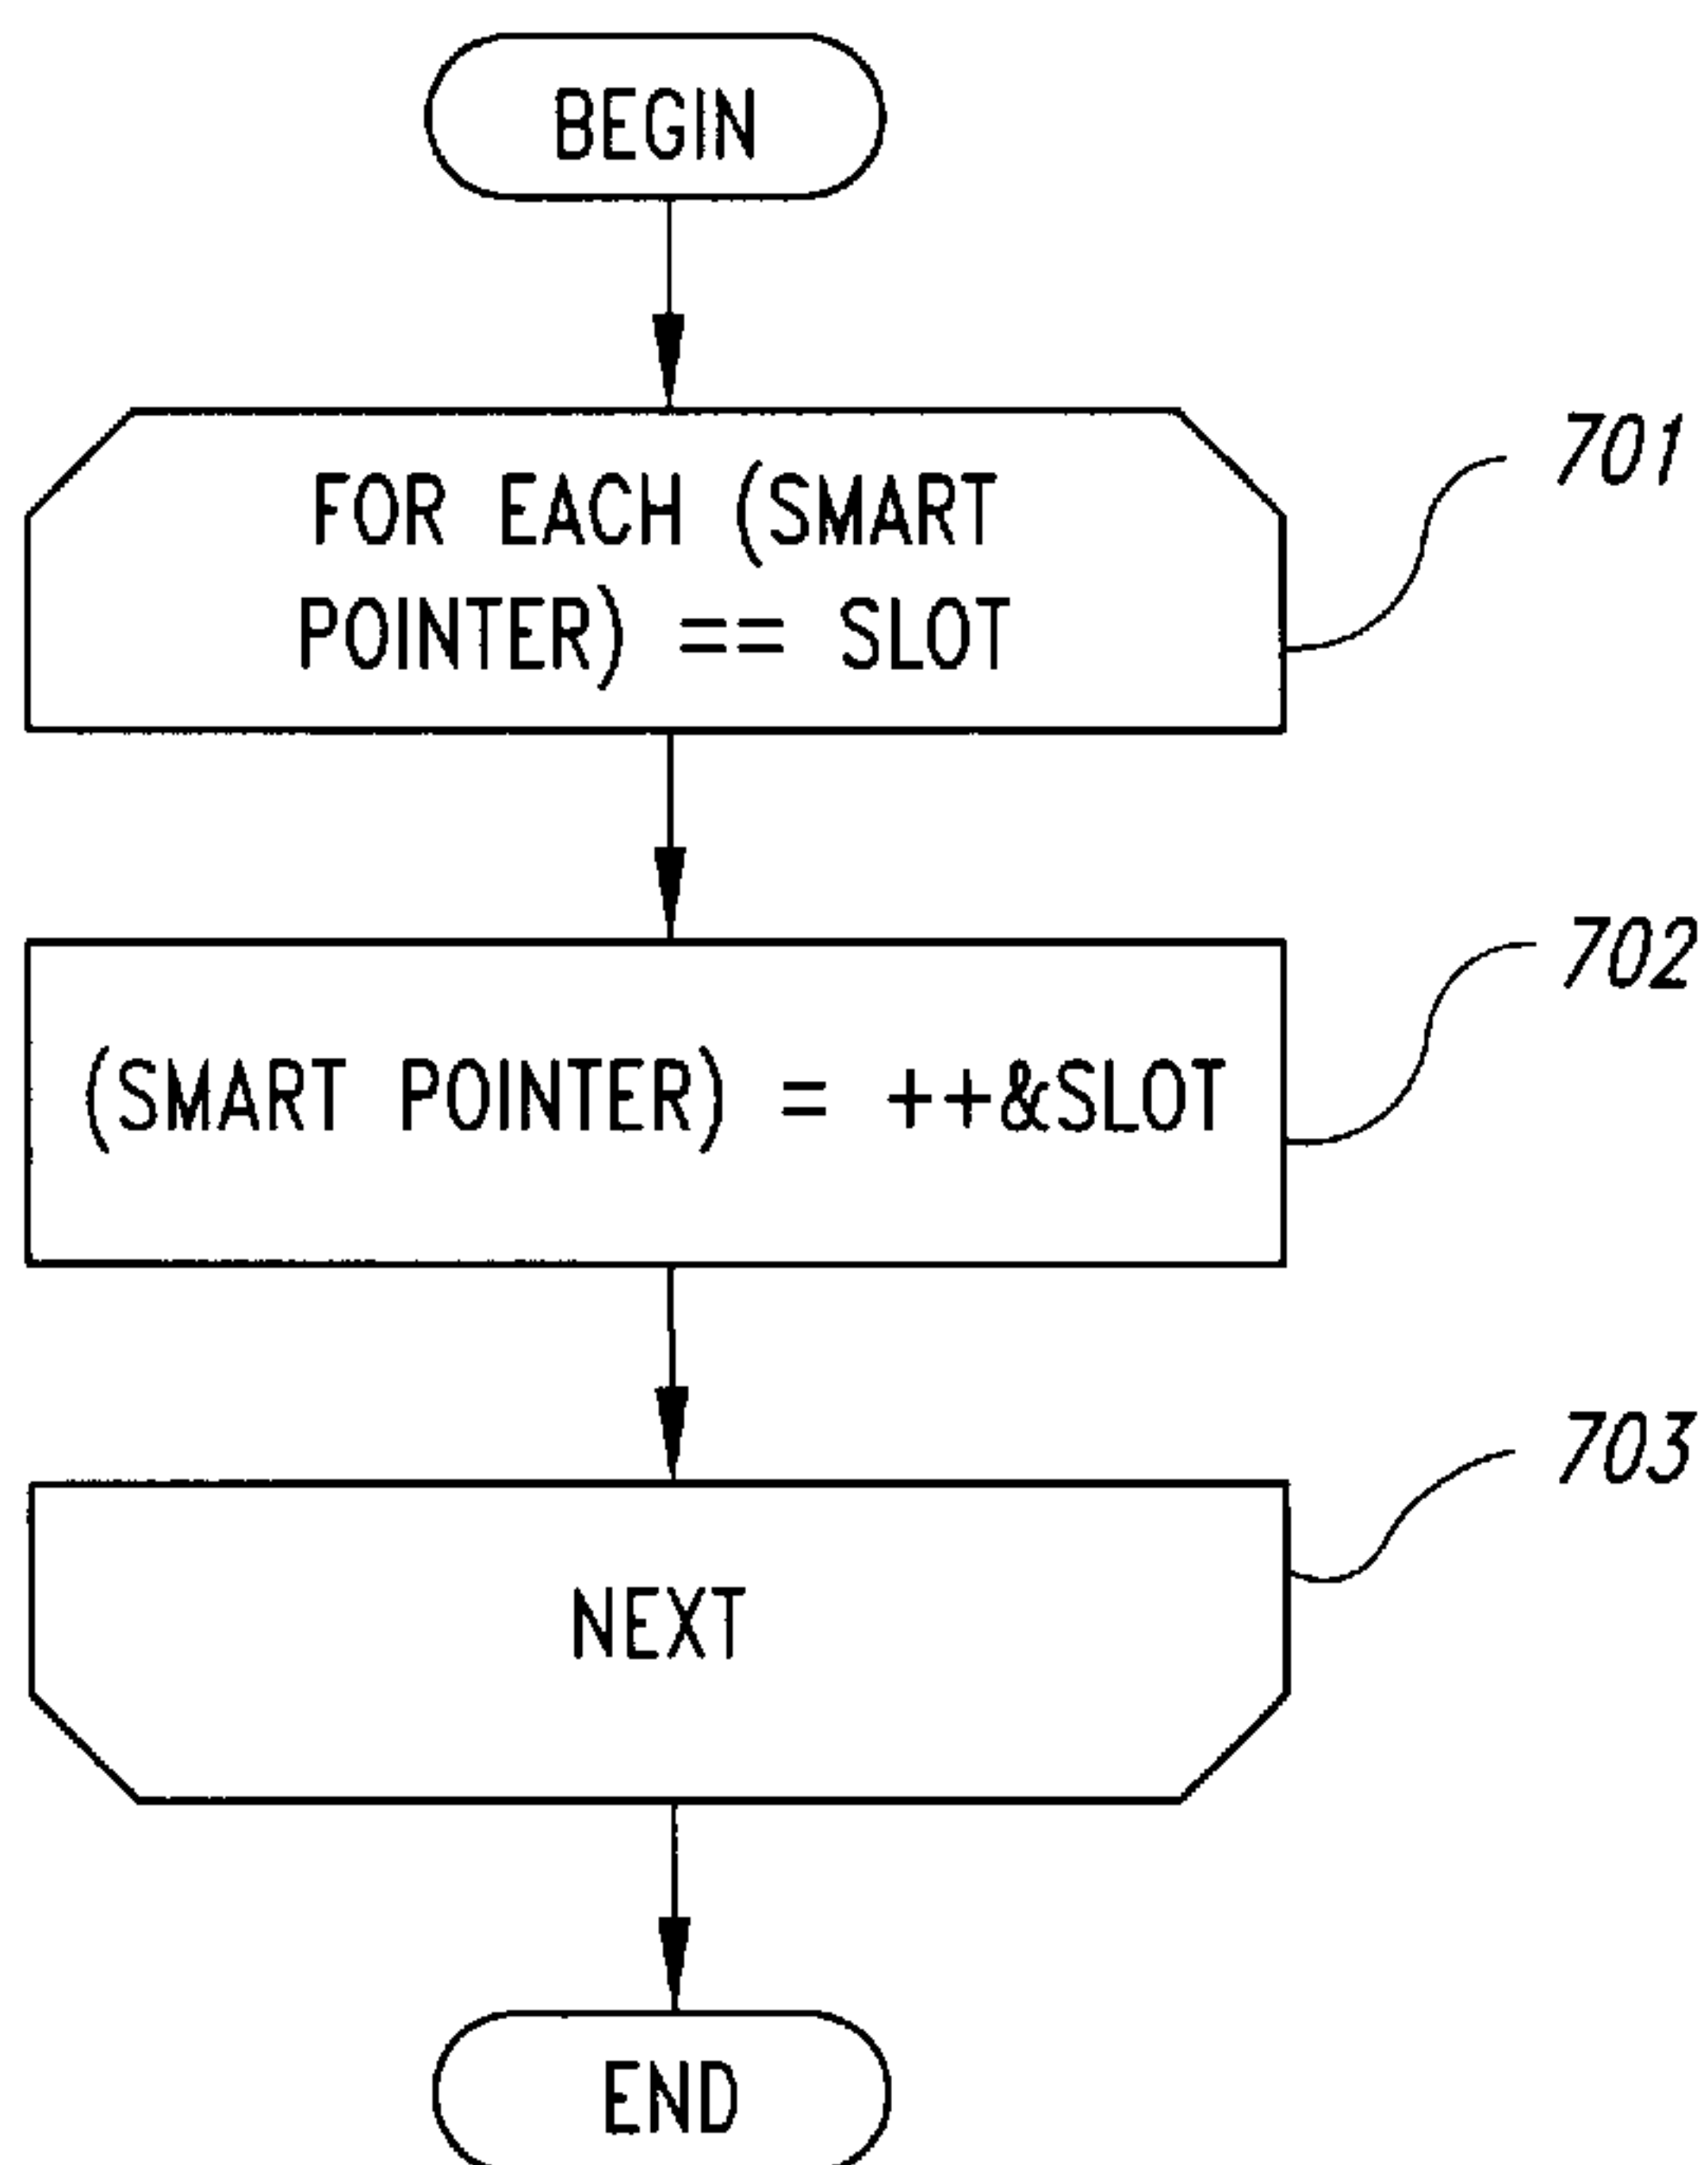 BEGIN
FOR EACH (SMART
POINTER) == SLOT
701
(SMART POINTER) = ++&SLOT
702
NEXT
703
END